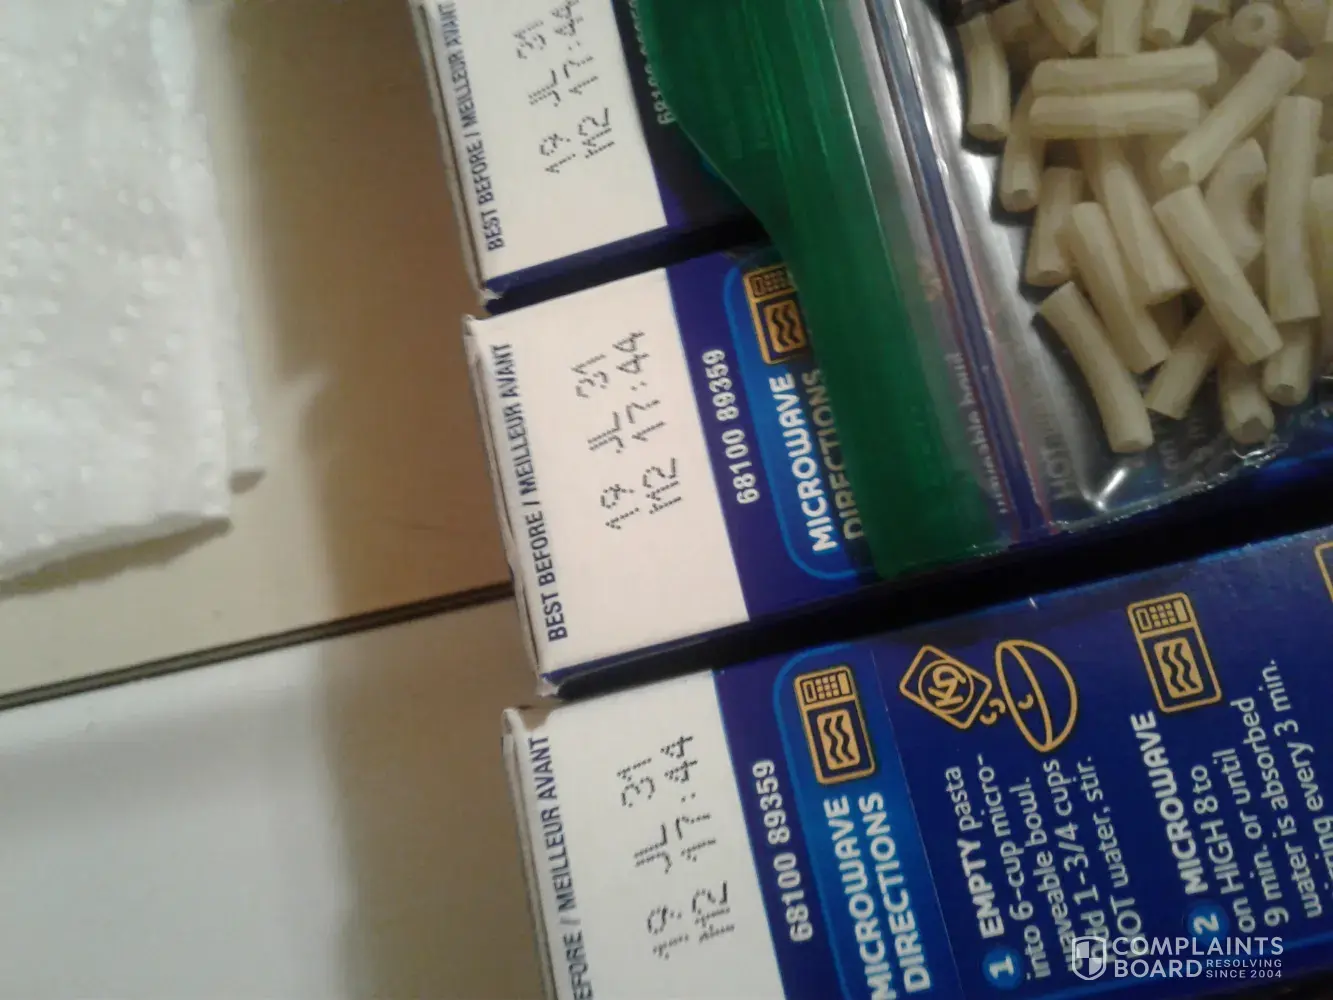 BEST BEFORE / MEILLEUR AVANT
19 JL 31
M2 17:44
BEST BEFORE / MEILLEUR AVANT
19 JL 31
M2 17:44
68100 89359
MICROWAVE
DIRECTIONS
EFORE / MEILLEUR AVANT
19 JL 31
M2 17:44
68100 89359
MICROWAVE
DIRECTIONS
1 EMPTY pasta
into 6-cup micro-
waveable bowl.
Add 1-3/4 cups
HOT water, stir.
2 MICROWAVE
on HIGH 8 to
9 min. or until
water is absorbed
every 3 min.
COMPLAINTS
BOARD RESOLVING
SINCE 2004